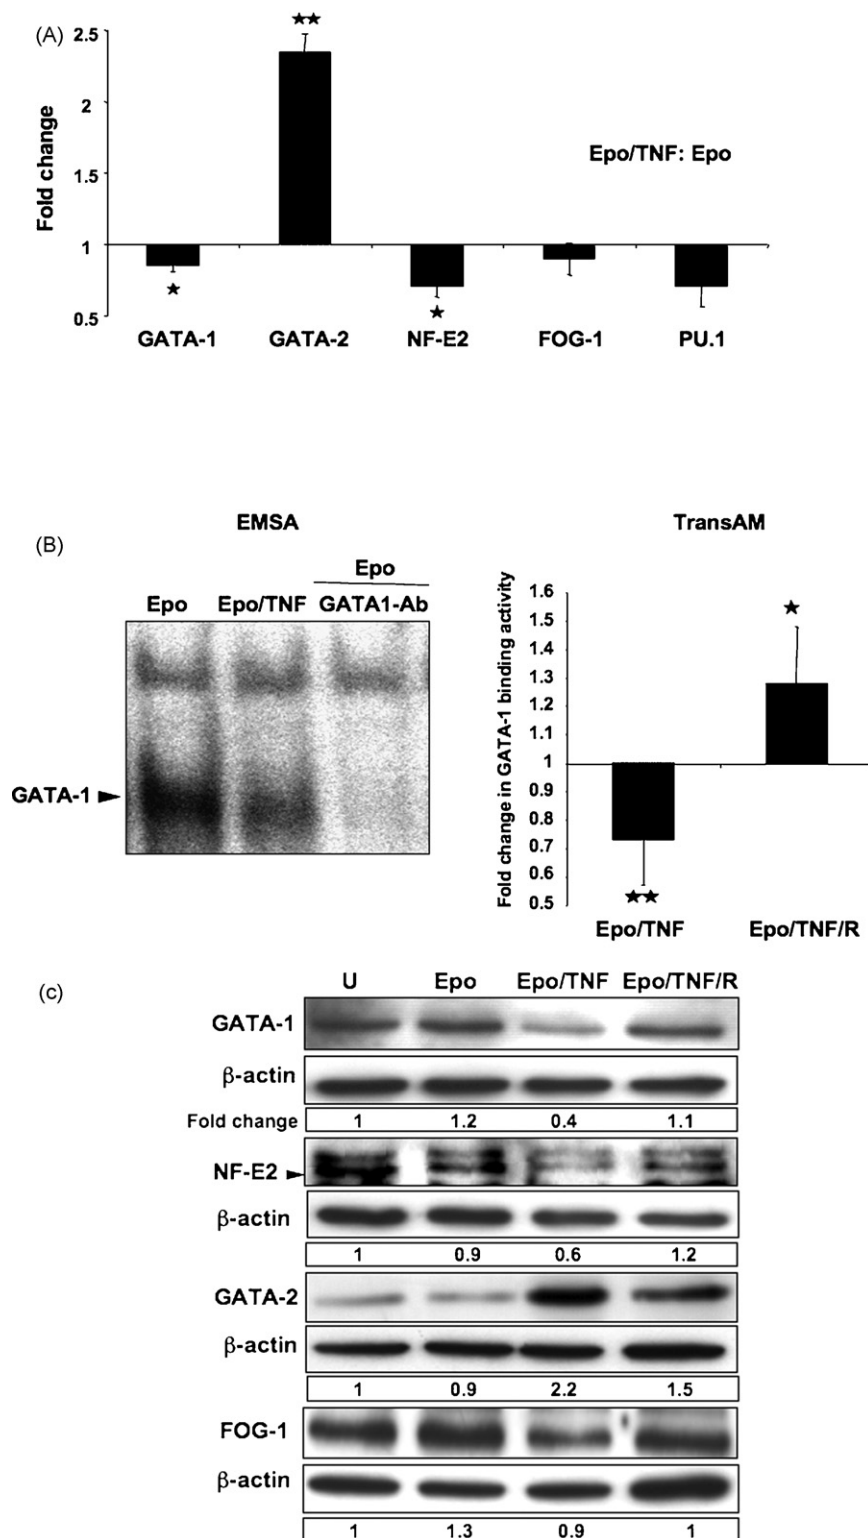 (A)
2.5
★★
2
1.5
1
0.5
Fold change
Epo/TNF: Epo
★
★
GATA-1 GATA-2 NF-E2 FOG-1 PU.1
(B)
EMSA
Epo
Epo Epo/TNF GATA1-Ab
GATA-1
TransAM
Fold change in GATA-1 binding activity
1.6
1.5
1.4
1.3
1.2
1.1
1
0.9
0.8
0.7
0.6
0.5
★
★★
Epo/TNF Epo/TNF/R
(c)
U Epo Epo/TNF Epo/TNF/R
GATA-1
β-actin
Fold change 1 1.2 0.4 1.1
NF-E2
β-actin
1 0.9 0.6 1.2
GATA-2
β-actin
1 0.9 2.2 1.5
FOG-1
β-actin
1 1.3 0.9 1